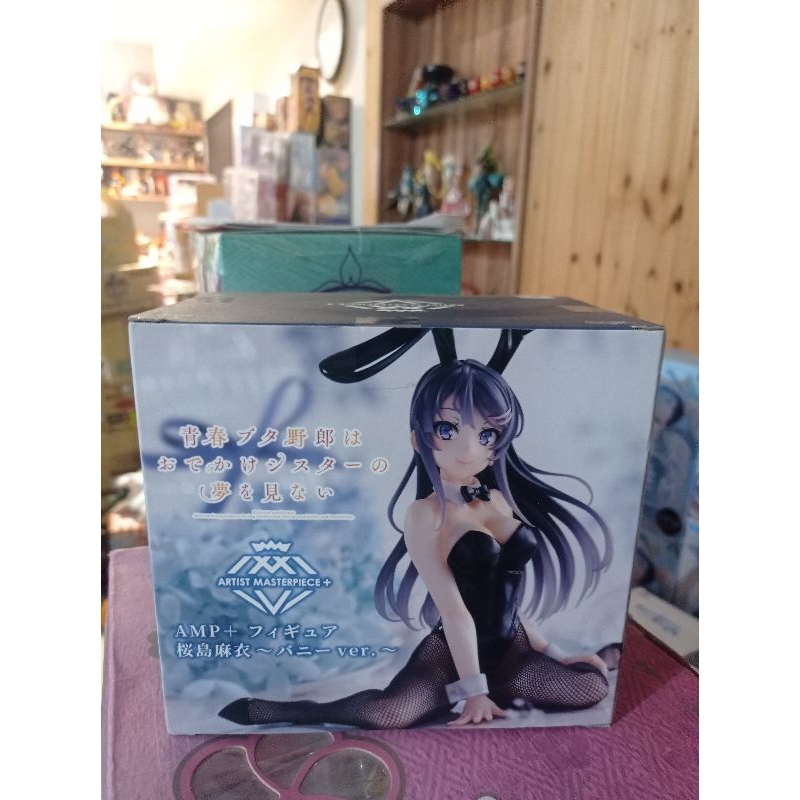 青春ブタ野郎は
おでかけシスターの
夢を見ない
ARTIST MASTERPIECE +
AMP+ フィギュア
桜島麻衣～バニーver.～